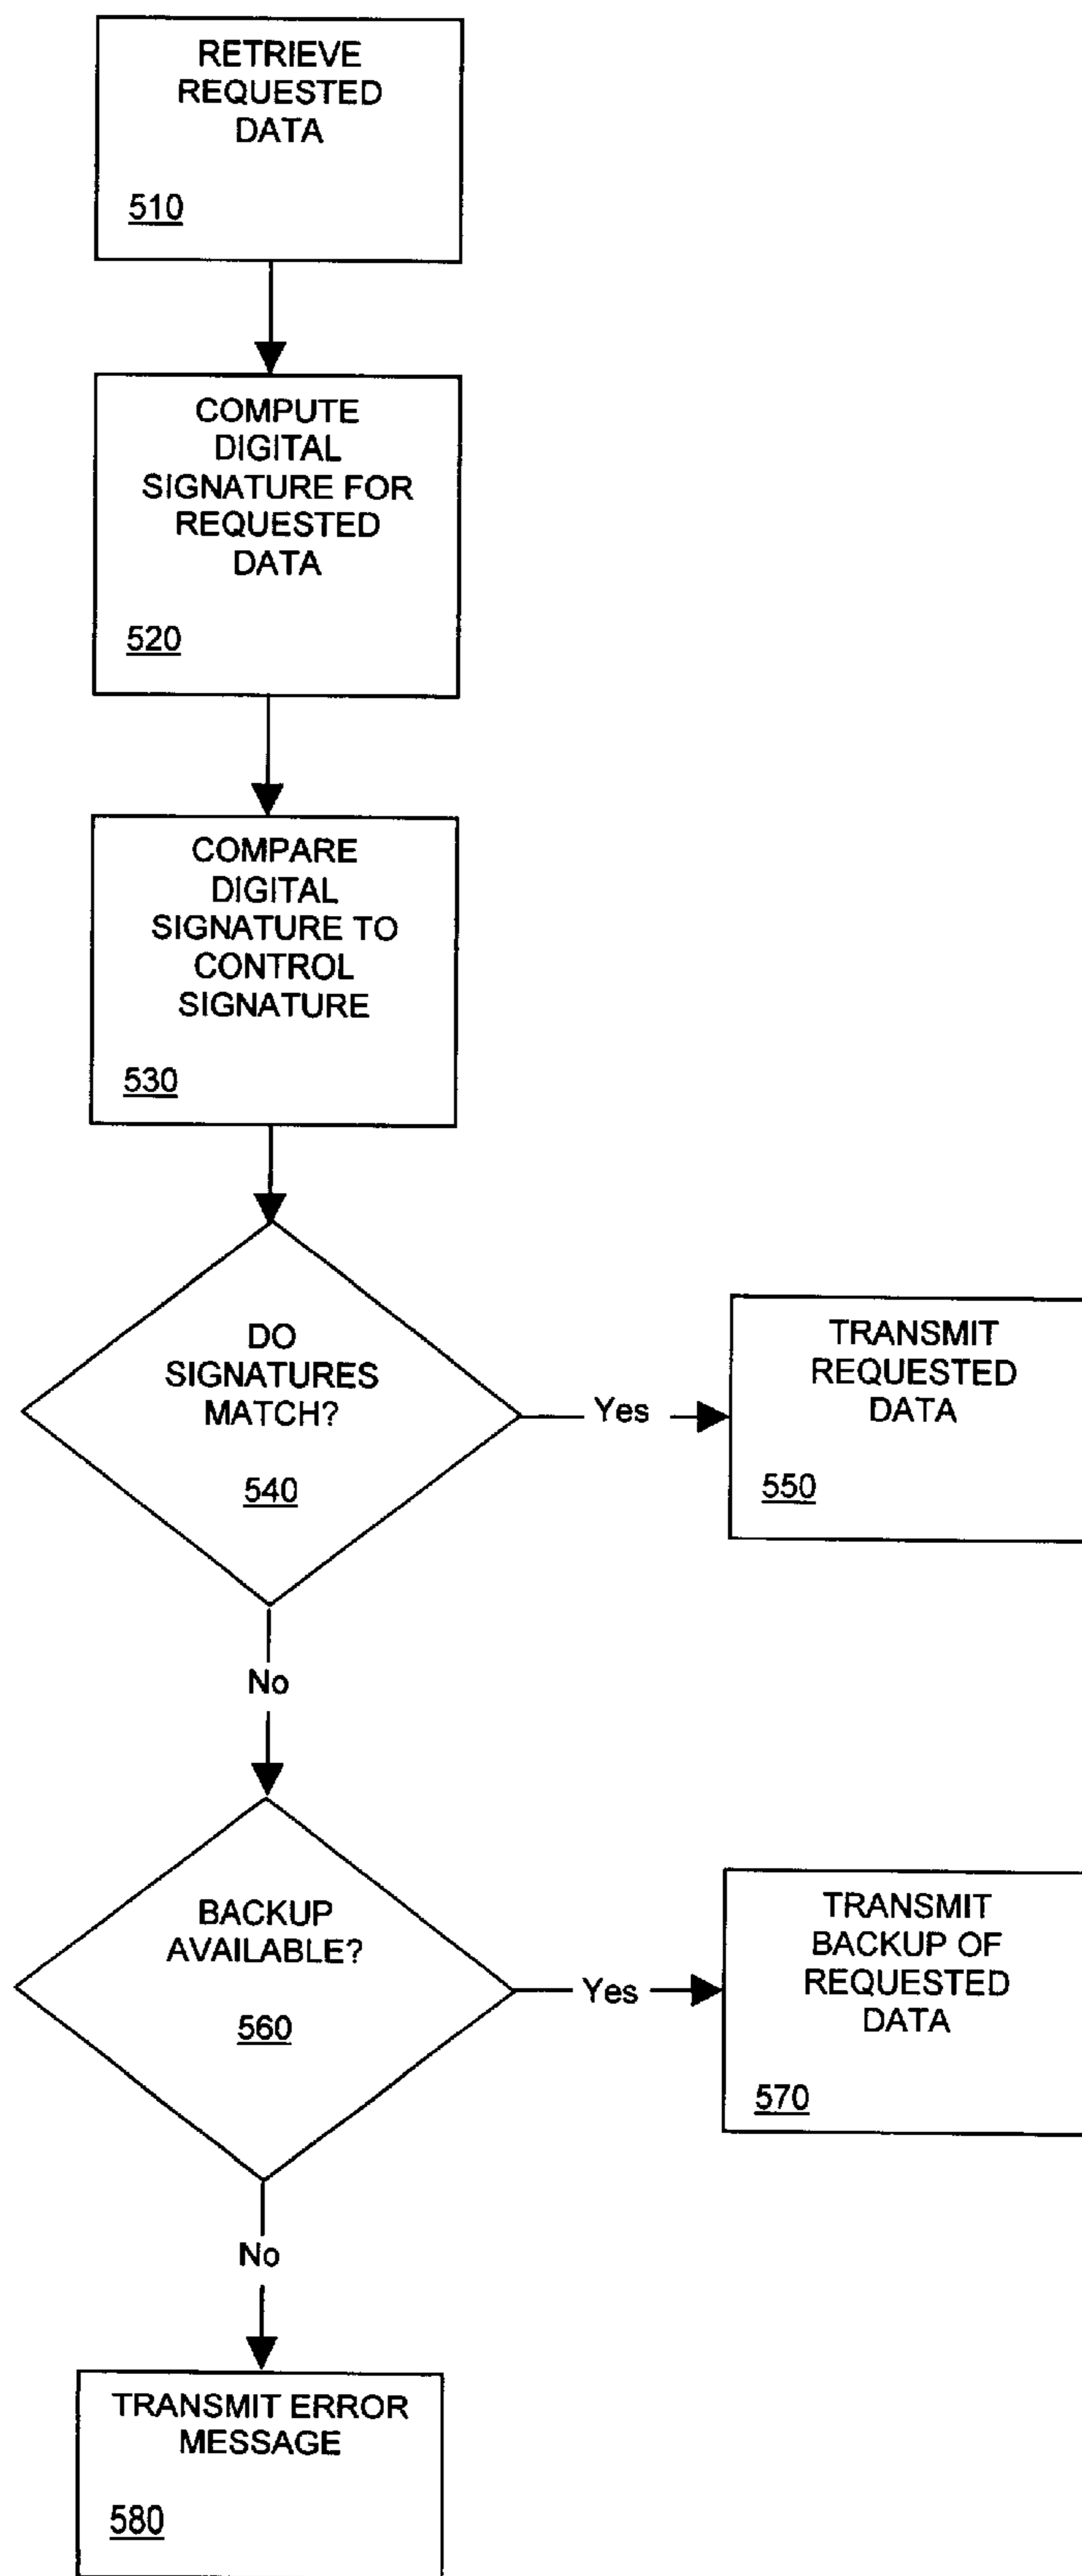 RETRIEVE
REQUESTED
DATA
510
COMPUTE
DIGITAL
SIGNATURE FOR
REQUESTED
DATA
520
COMPARE
DIGITAL
SIGNATURE TO
CONTROL
SIGNATURE
530
DO
SIGNATURES
MATCH?
540
Yes
TRANSMIT
REQUESTED
DATA
550
No
BACKUP
AVAILABLE?
560
Yes
TRANSMIT
BACKUP OF
REQUESTED
DATA
570
No
TRANSMIT ERROR
MESSAGE
580